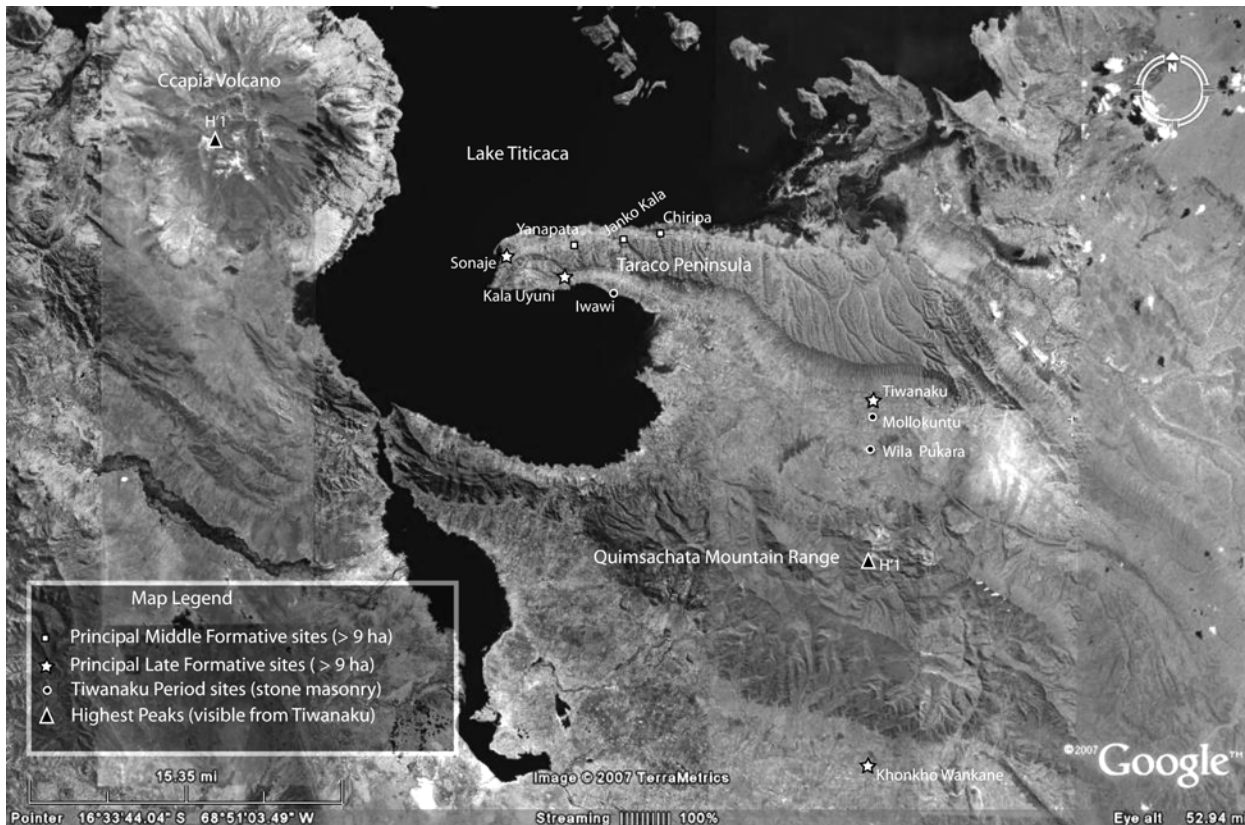 Ccapia Volcano
H'1
N
Lake Titicaca
Yanapata
Janko Kala
Chiripa
Sonaje
Taraco Peninsula
Kala Uyuni
Iwawi
Tiwanaku
Mollokuntu
Wila Pukara
Quimsachata Mountain Range
H'1
Map Legend
Principal Middle Formative sites (> 9 ha)
Principal Late Formative sites ( > 9 ha)
Tiwanaku Period sites (stone masonry)
Highest Peaks (visible from Tiwanaku)
©2007 Google™
15.35 mi
Image © 2007 TerraMetrics
Khonkho Wankane
Pointer 16°33'44.04" S 68°51'03.49" W
Streaming |||||||||| 100%
Eye alt 52.94 mi